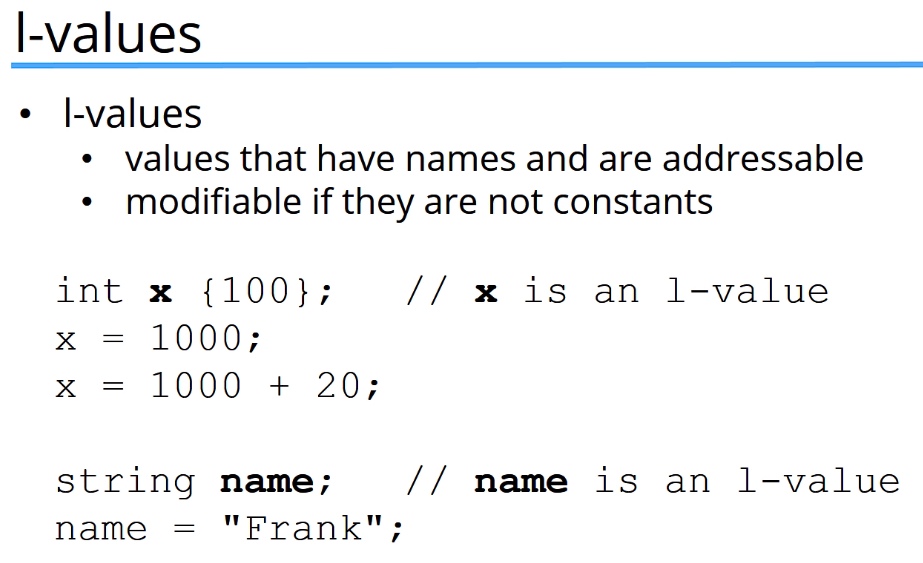 l-values
• l-values
• values that have names and are addressable
• modifiable if they are not constants
int x {100};   // x is an l-value
x = 1000;
x = 1000 + 20;
string name;   // name is an l-value
name = "Frank";